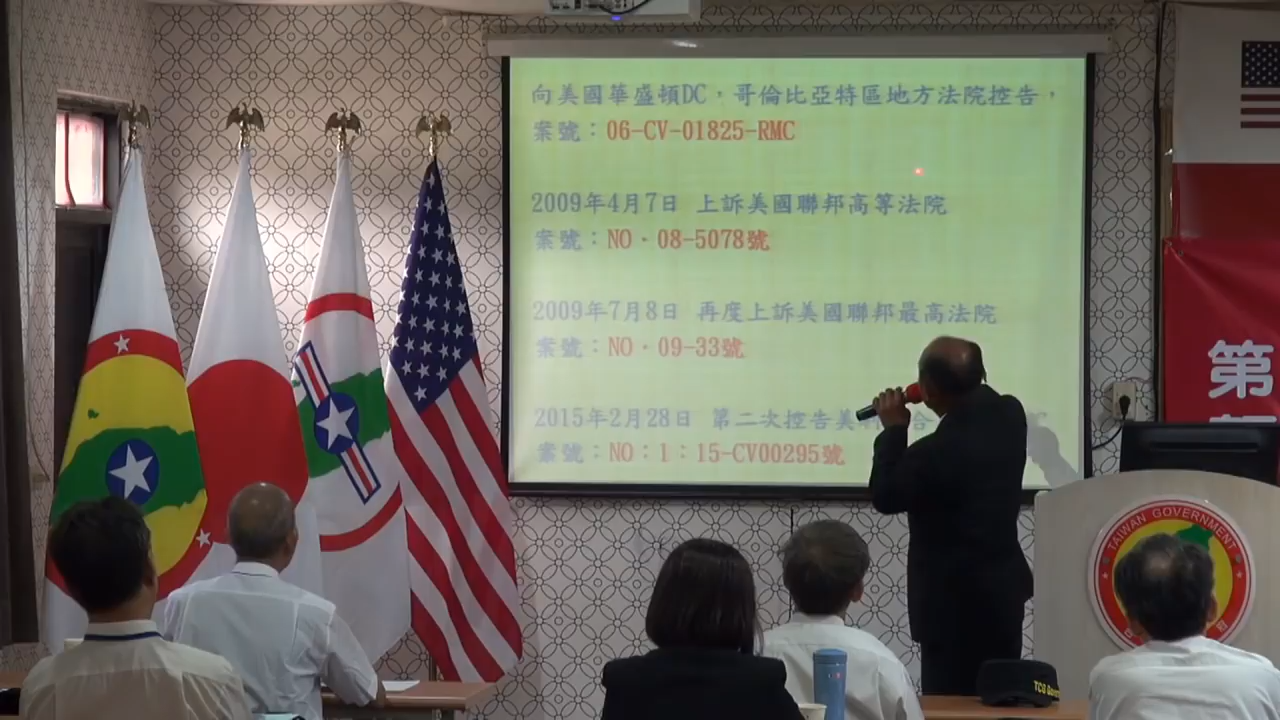 向美國華盛頓DC，哥倫比亞特區地方法院控告，
案號：06-CV-01825-RMC
2009年4月7日 上訴美國聯邦高等法院
案號：NO·08-5078號
2009年7月8日 再度上訴美國聯邦最高法院
案號：NO·09-33號
2015年2月28日 第二次控告美
案號：NO：1：15-CV00295號
第
TAIWAN GOVERNMENT
TCG